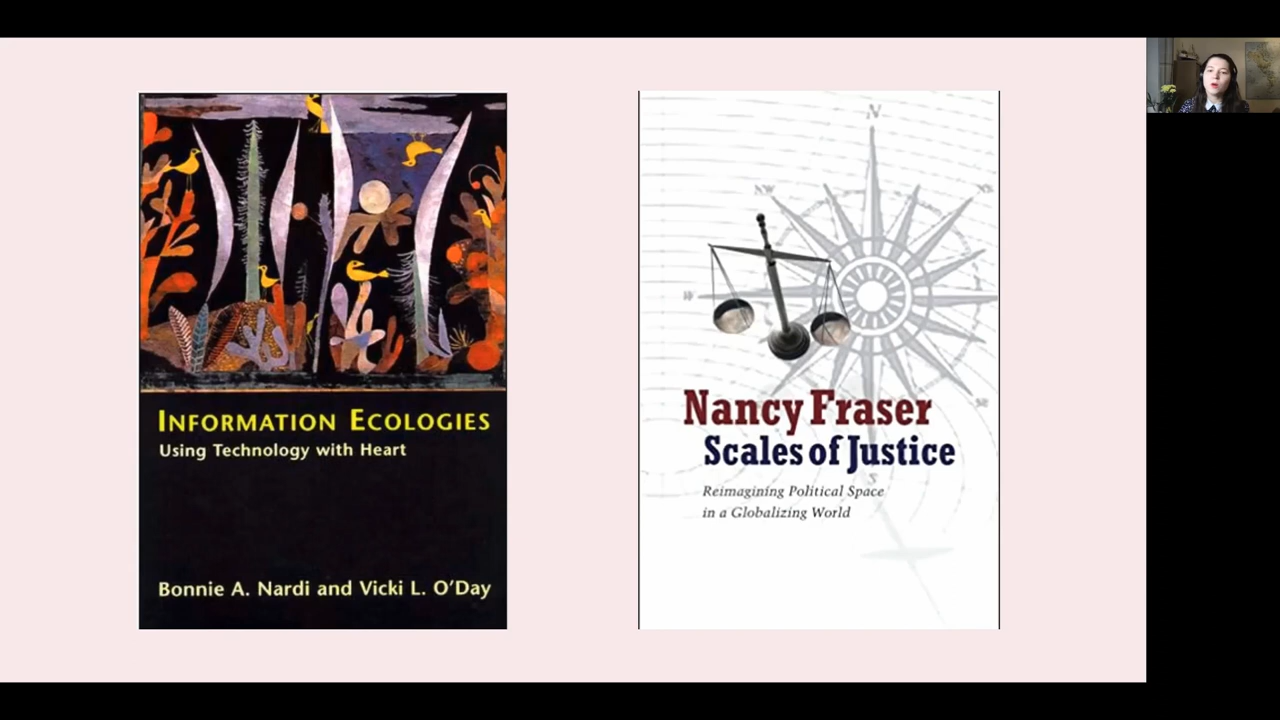 INFORMATION ECOLOGIES
Using Technology with Heart
Bonnie A. Nardi and Vicki L. O'Day
N
NW
W
Nancy Fraser
Scales of Justice
S
Reimagining Political Space
in a Globalizing World